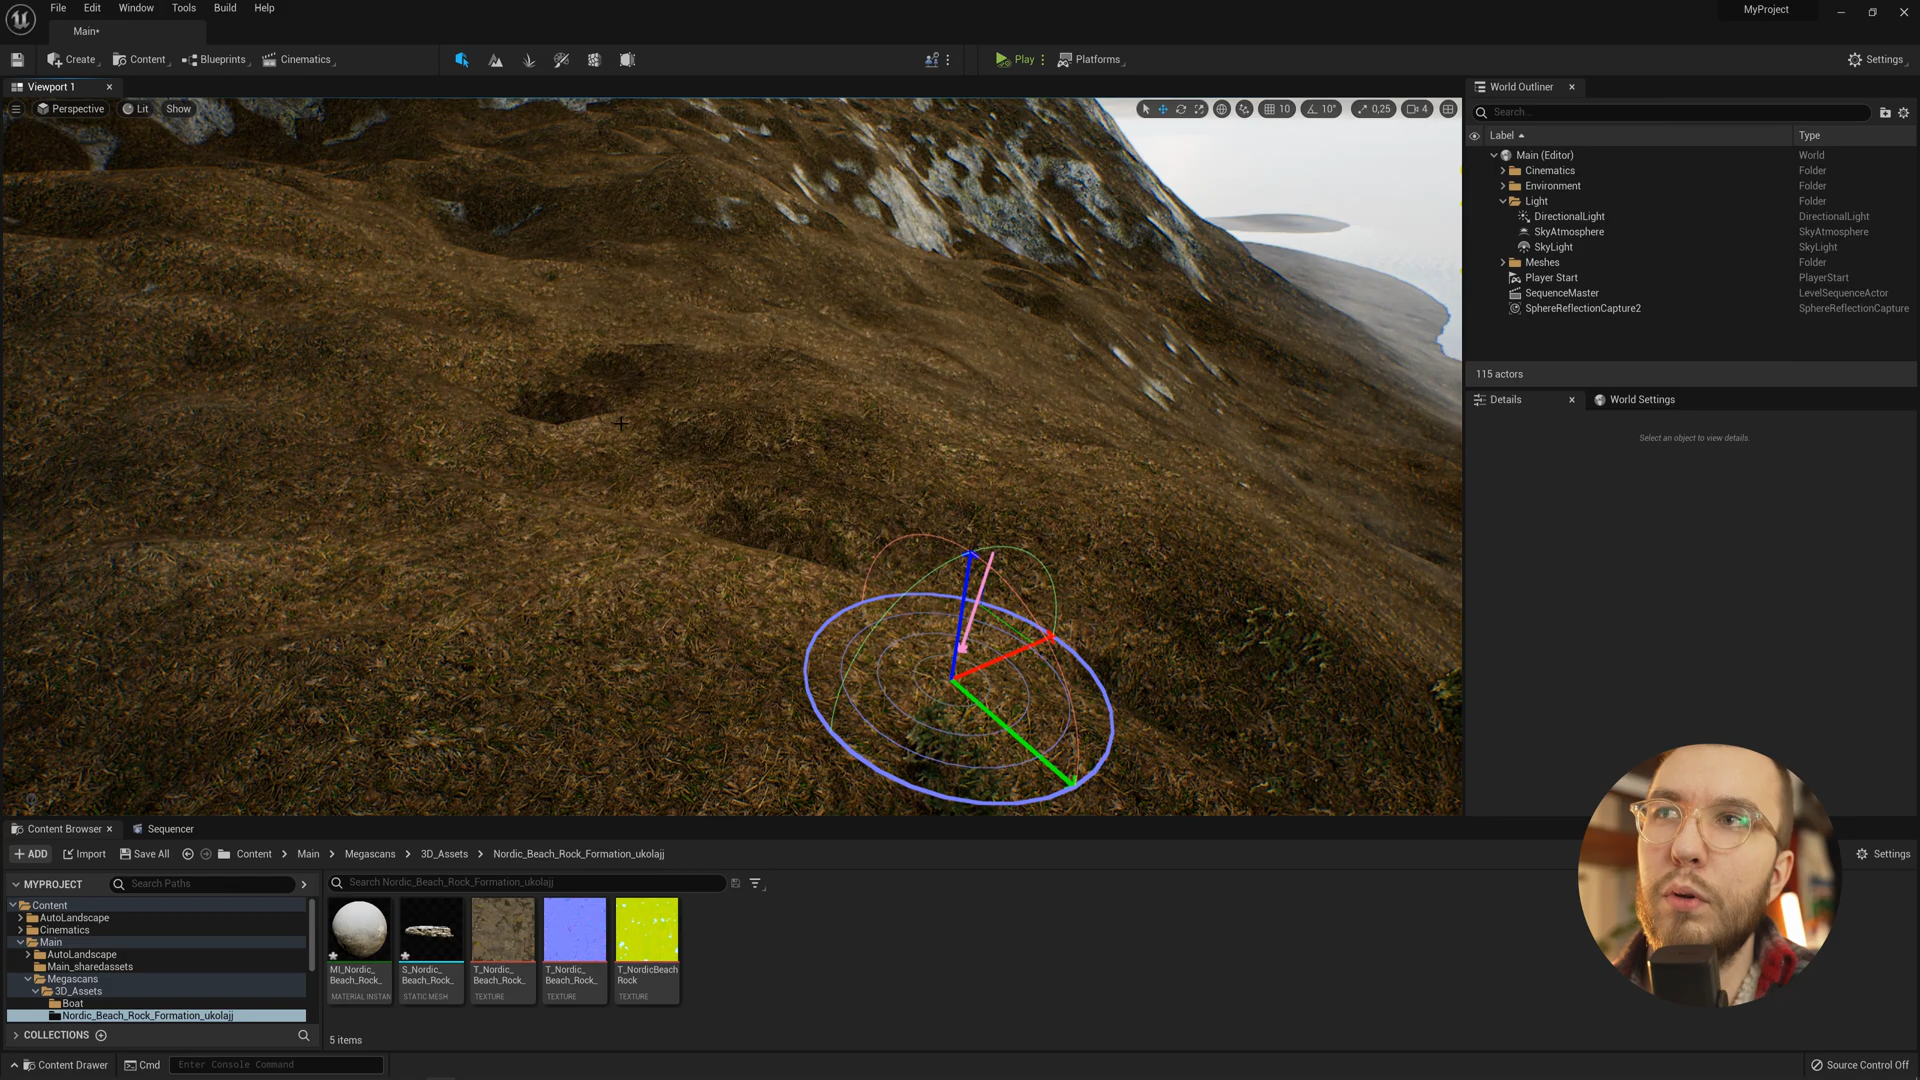 File Edit Window Tools Build Help
MyProject
Main*
Create Content Blueprints Cinematics Play Platforms Settings
Viewport 1
Perspective Lit Show
10 10° 0,25 4
World Outliner
Search...
Label Type
Main (Editor) World
Cinematics Folder
Environment Folder
Light Folder
DirectionalLight DirectionalLight
SkyAtmosphere SkyAtmosphere
SkyLight SkyLight
Meshes Folder
Player Start PlayerStart
SequenceMaster LevelSequenceActor
SphereReflectionCapture2 SphereReflectionCapture
115 actors
Details World Settings
Select an object to view details.
Content Browser Sequencer
ADD Import Save All Content Main Megascans 3D_Assets Nordic_Beach_Rock_Formation_ukolajj Settings
MYPROJECT Search Paths
Search Nordic_Beach_Rock_Formation_ukolajj
Content
AutoLandscape
Cinematics
Main
AutoLandscape
Main_sharedassets
Megascans
3D_Assets
Boat
Nordic_Beach_Rock_Formation_ukolajj
COLLECTIONS
MI_Nordic_
Beach_Rock_
MATERIAL INSTAN
S_Nordic_
Beach_Rock_
STATIC MESH
T_Nordic_
Beach_Rock_
TEXTURE
T_Nordic_
Beach_Rock_
TEXTURE
T_NordicBeach
Rock
TEXTURE
5 items
Content Drawer Cmd Enter Console Command Source Control Off